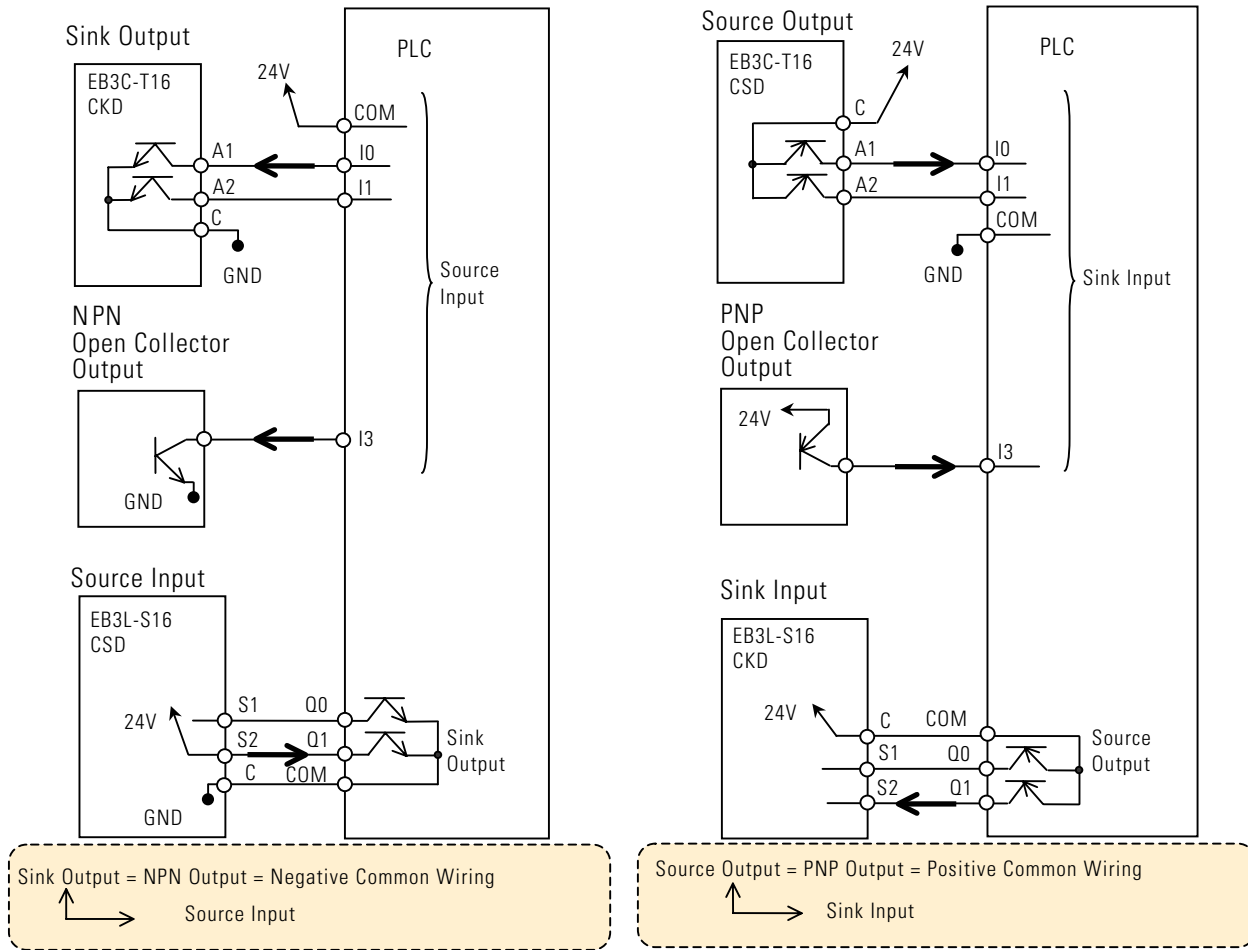 Sink Output
EB3C-T16
CKD
24V
PLC
COM
A1
I0
A2
I1
C
GND
Source
Input
NPN
Open Collector
Output
I3
GND
Source Input
EB3L-S16
CSD
24V
S1
Q0
S2
Q1
C
COM
GND
Sink
Output
Sink Output = NPN Output = Negative Common Wiring
Source Input
Source Output
EB3C-T16
CSD
24V
PLC
C
A1
I0
A2
I1
COM
GND
Sink Input
PNP
Open Collector
Output
24V
I3
Sink Input
EB3L-S16
CKD
24V
C
COM
S1
Q0
S2
Q1
Source
Output
Source Output = PNP Output = Positive Common Wiring
Sink Input